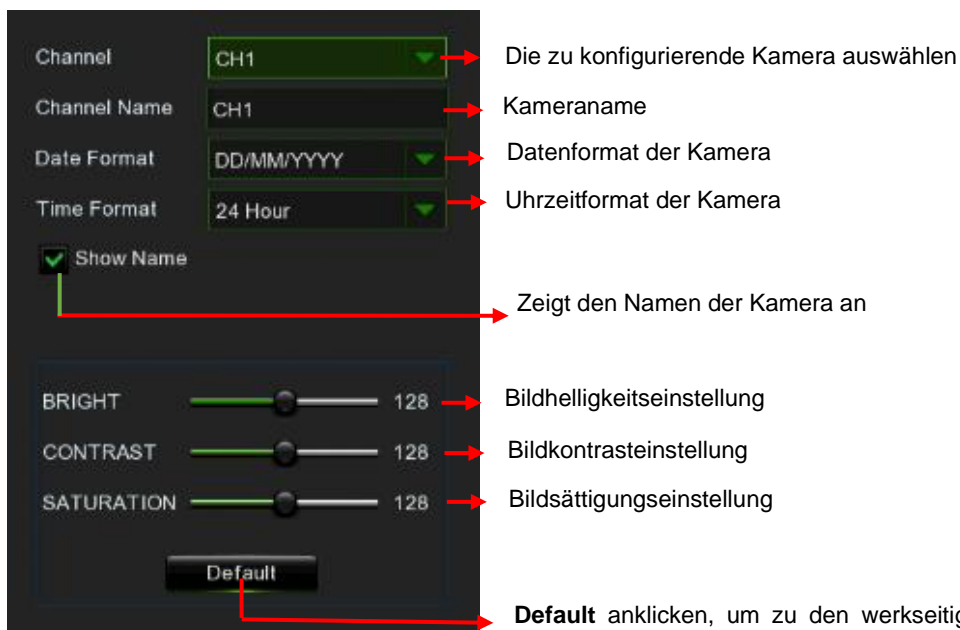 Channel CH1 Die zu konfigurierende Kamera auswählen
Channel Name CH1 Kameraname
Date Format DD/MM/YYYY Datenformat der Kamera
Time Format 24 Hour Uhrzeitformat der Kamera
Show Name
Zeigt den Namen der Kamera an
BRIGHT 128 Bildhelligkeitseinstellung
CONTRAST 128 Bildkontrasteinstellung
SATURATION 128 Bildsättigungseinstellung
Default
Default anklicken, um zu den werkseitig